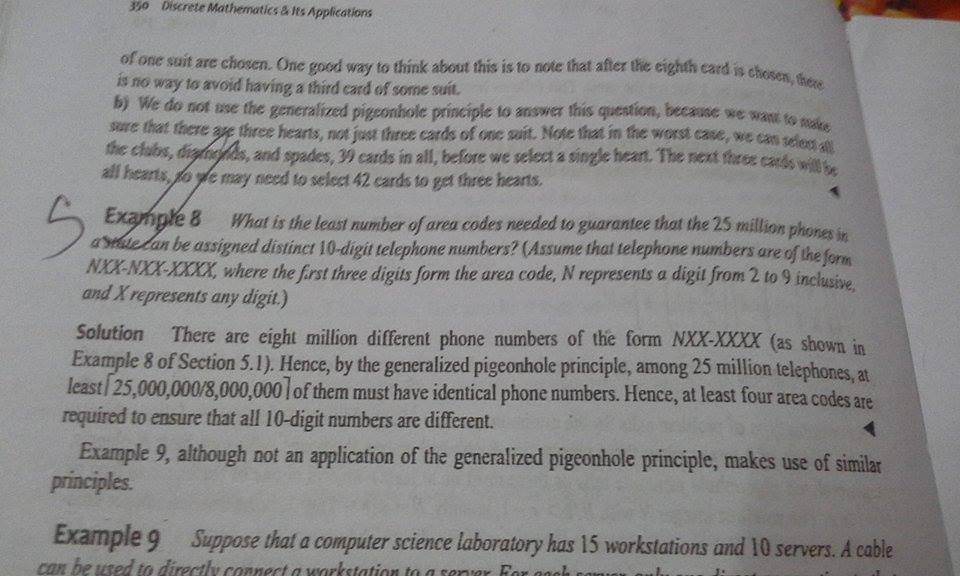 350 Discrete Mathematics & Its Applications
of one suit are chosen. One good way to think about this is to note that after the eighth card is chosen, there
is no way to avoid having a third card of some suit.
b) We do not use the generalized pigeonhole principle to answer this question, because we want to make
sure that there are three hearts, not just three cards of one suit. Note that in the worst case, we can select all
the clubs, diamonds, and spades, 39 cards in all, before we select a single heart. The next three cards will be
all hearts, so we may need to select 42 cards to get three hearts.
5
Example 8 What is the least number of area codes needed to guarantee that the 25 million phones in
a state can be assigned distinct 10-digit telephone numbers? (Assume that telephone numbers are of the form
NXX-NXX-XXXX, where the first three digits form the area code, N represents a digit from 2 to 9 inclusive,
and X represents any digit.)
Solution There are eight million different phone numbers of the form NXX-XXXX (as shown in
Example 8 of Section 5.1). Hence, by the generalized pigeonhole principle, among 25 million telephones, at
least ⌈25,000,000/8,000,000⌉ of them must have identical phone numbers. Hence, at least four area codes are
required to ensure that all 10-digit numbers are different.
Example 9, although not an application of the generalized pigeonhole principle, makes use of similar
principles.
Example 9 Suppose that a computer science laboratory has 15 workstations and 10 servers. A cable
can be used to directly connect a workstation to a server. For each server, only one direct